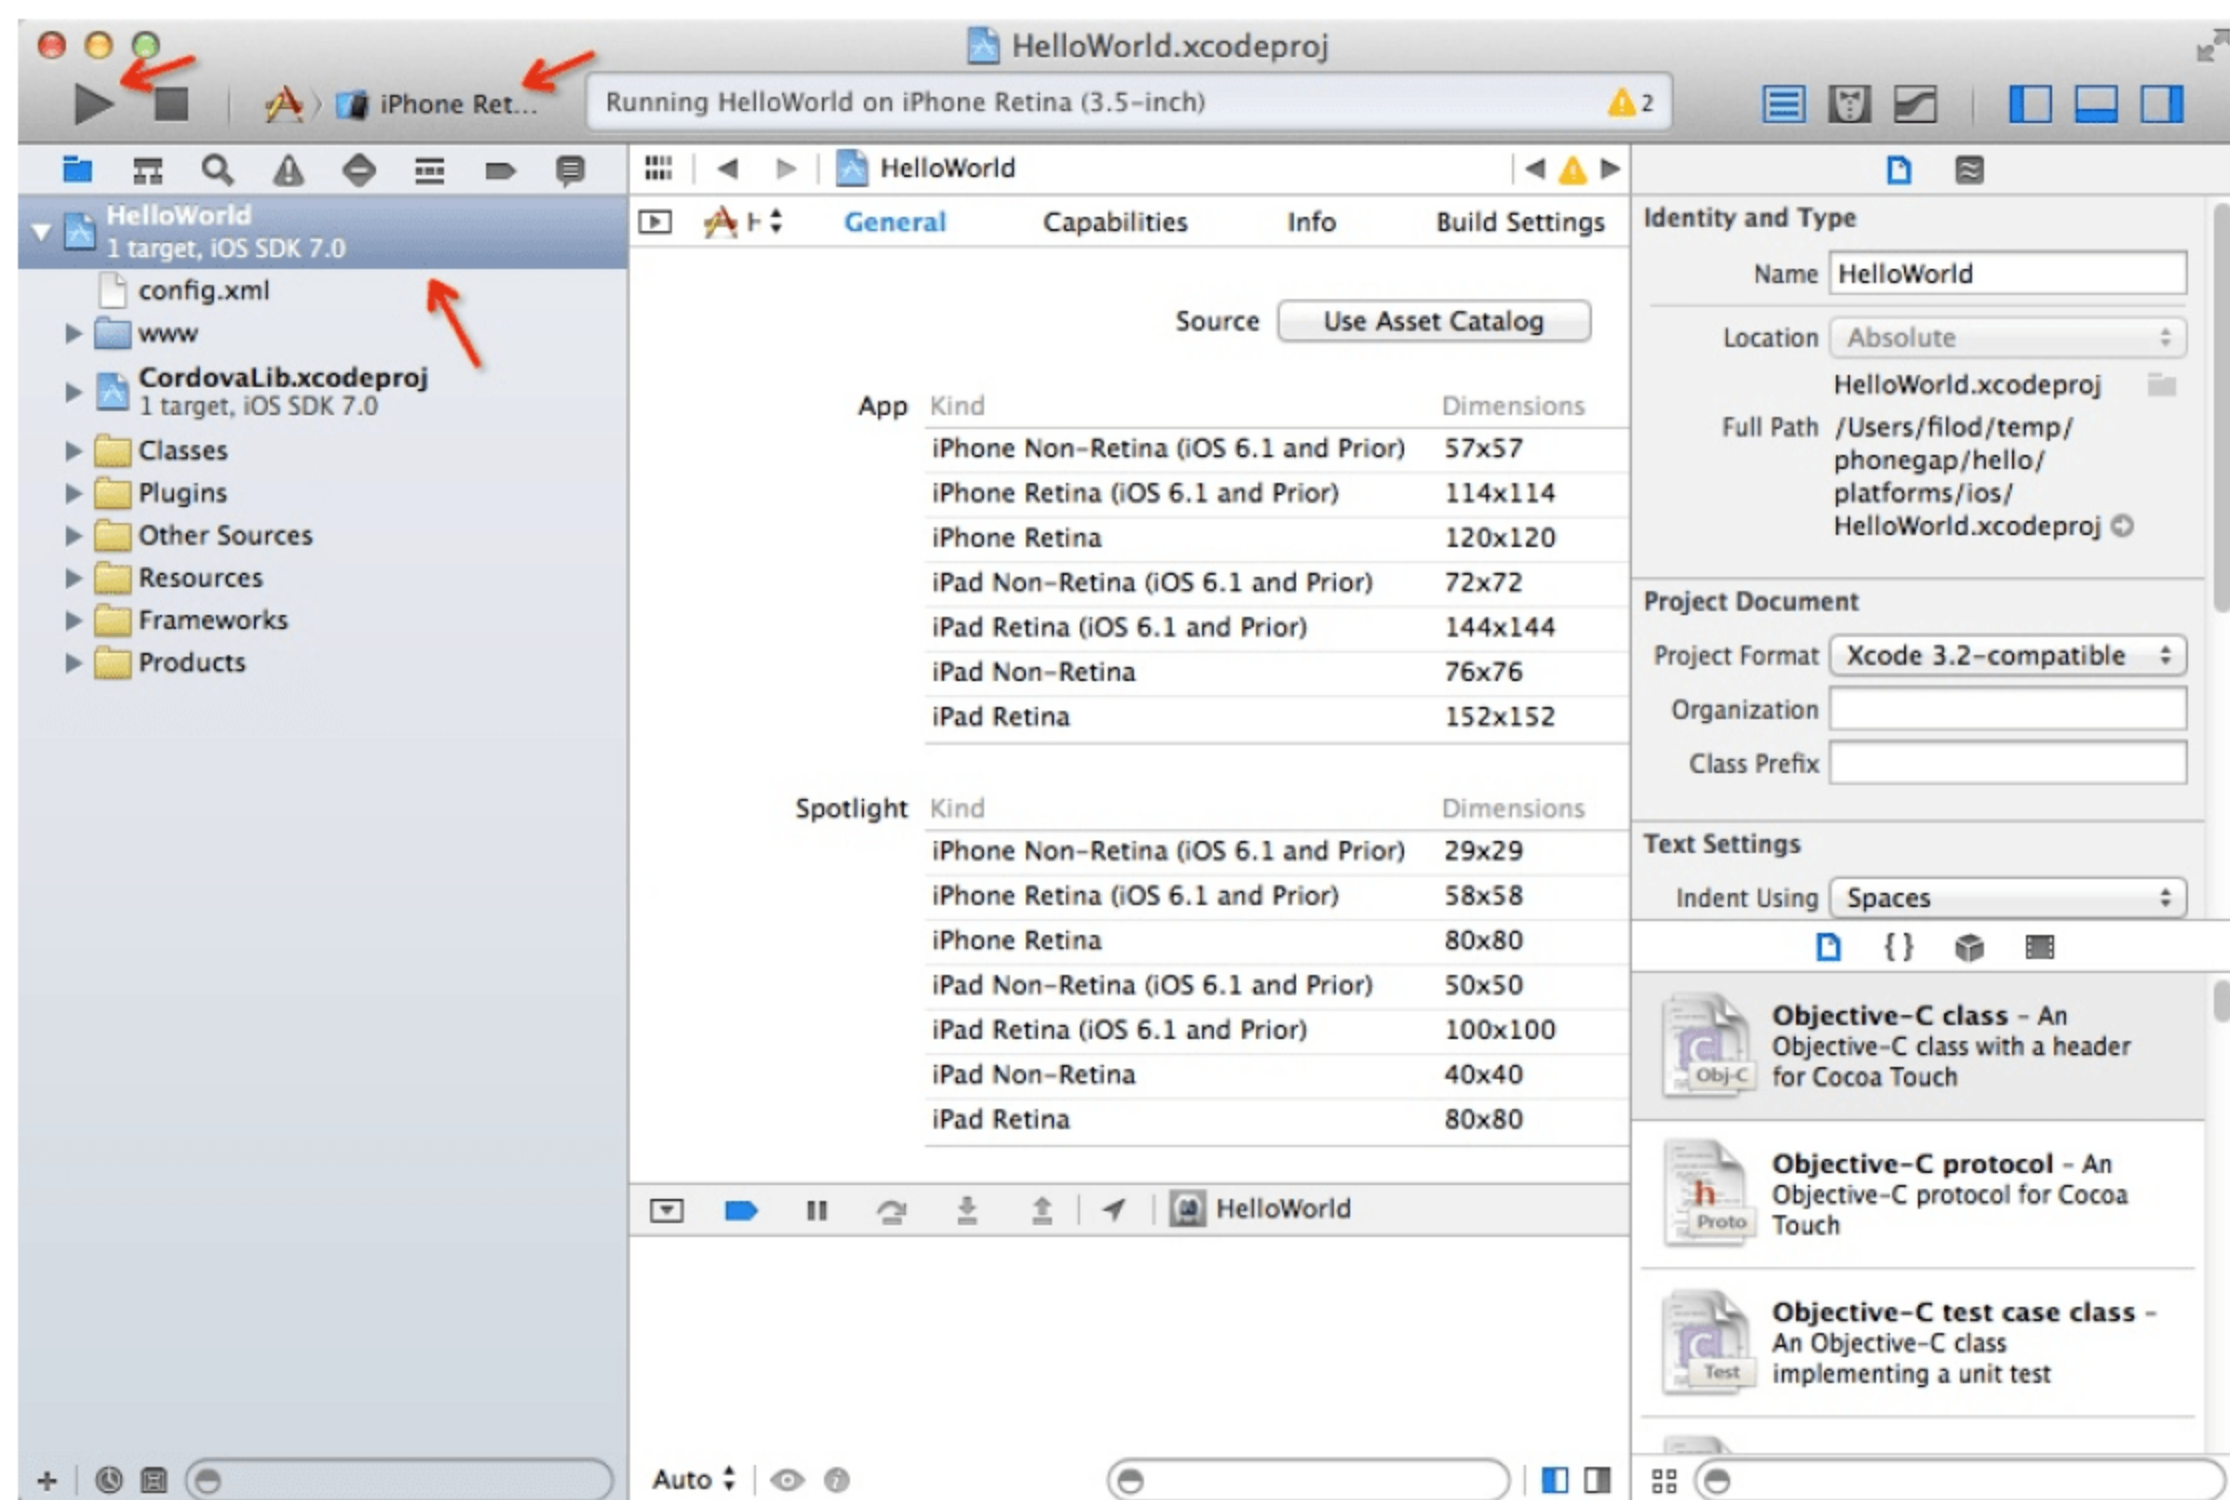 HelloWorld.xcodeproj
iPhone Ret...
Running HelloWorld on iPhone Retina (3.5-inch)
2
HelloWorld
1 target, iOS SDK 7.0
config.xml
www
CordovaLib.xcodeproj
1 target, iOS SDK 7.0
Classes
Plugins
Other Sources
Resources
Frameworks
Products
HelloWorld
General Capabilities Info Build Settings
Source Use Asset Catalog
App Kind Dimensions
iPhone Non-Retina (iOS 6.1 and Prior) 57x57
iPhone Retina (iOS 6.1 and Prior) 114x114
iPhone Retina 120x120
iPad Non-Retina (iOS 6.1 and Prior) 72x72
iPad Retina (iOS 6.1 and Prior) 144x144
iPad Non-Retina 76x76
iPad Retina 152x152
Spotlight Kind Dimensions
iPhone Non-Retina (iOS 6.1 and Prior) 29x29
iPhone Retina (iOS 6.1 and Prior) 58x58
iPhone Retina 80x80
iPad Non-Retina (iOS 6.1 and Prior) 50x50
iPad Retina (iOS 6.1 and Prior) 100x100
iPad Non-Retina 40x40
iPad Retina 80x80
HelloWorld
Auto
Identity and Type
Name HelloWorld
Location Absolute
HelloWorld.xcodeproj
Full Path /Users/filod/temp/
phonegap/hello/
platforms/ios/
HelloWorld.xcodeproj
Project Document
Project Format Xcode 3.2-compatible
Organization
Class Prefix
Text Settings
Indent Using Spaces
{ }
C
Obj-C
Objective-C class - An
Objective-C class with a header
for Cocoa Touch
h
Proto
Objective-C protocol - An
Objective-C protocol for Cocoa
Touch
C
Test
Objective-C test case class -
An Objective-C class
implementing a unit test